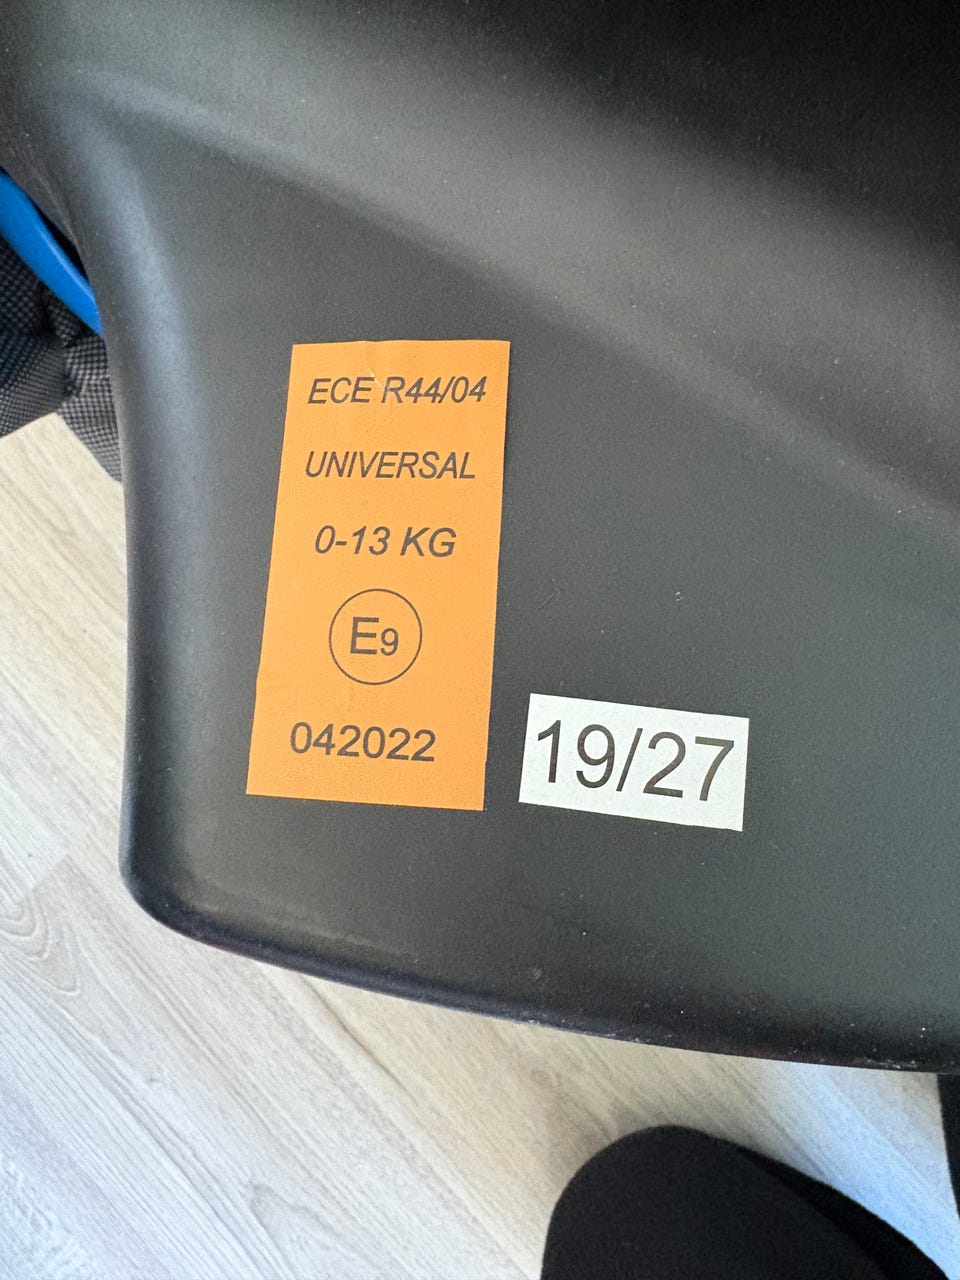 ECE R44/04
UNIVERSAL
0-13 KG
E9
042022
19/27